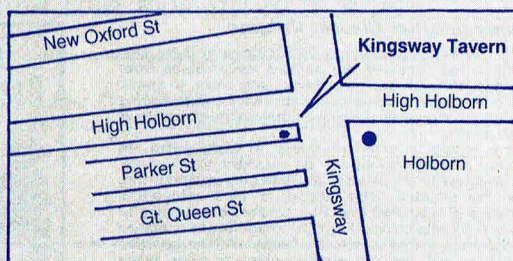 New Oxford St
Kingsway Tavern
High Holborn
High Holborn
Parker St
Kingsway
Holborn
Gt. Queen St